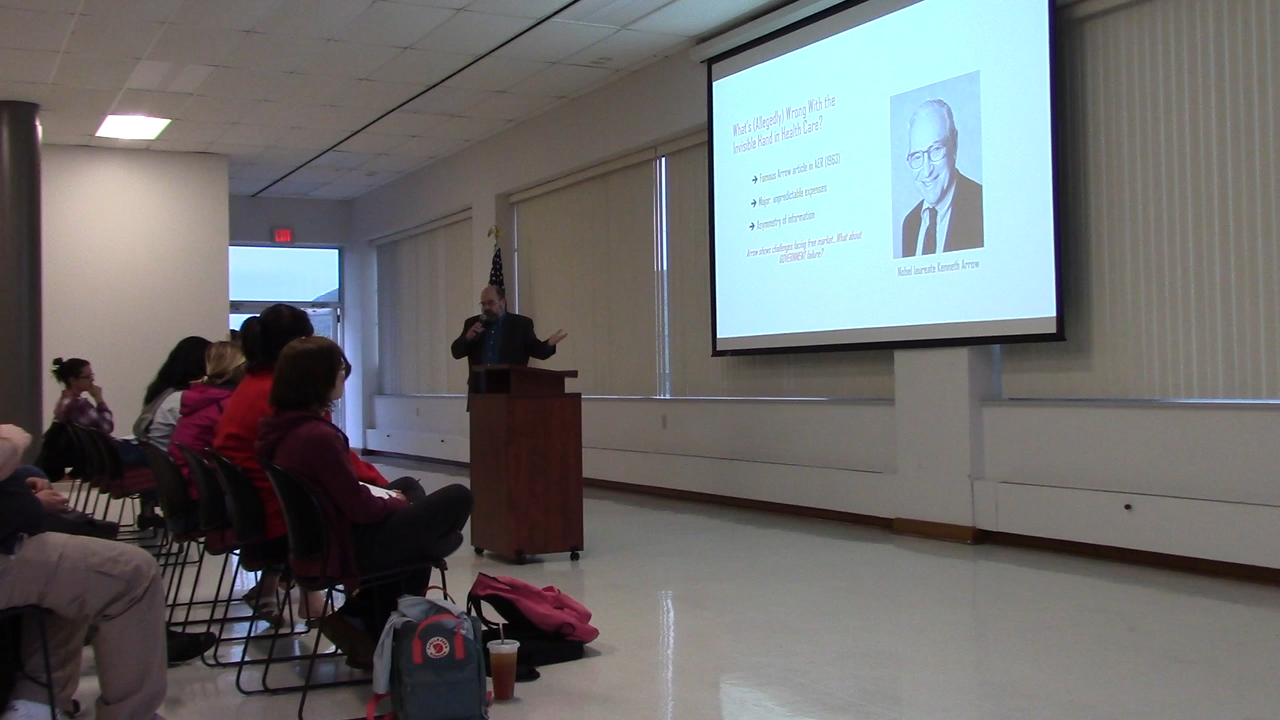 What's (Allegedly) Wrong With the
Invisible Hand in Health Care?
➔ Famous Arrow article in AER (1963)
➔ Major, unpredictable expenses
➔ Asymmetry of information
Arrow shows challenges facing free market...What about
GOVERNMENT failure?
Nobel laureate Kenneth Arrow
EXIT